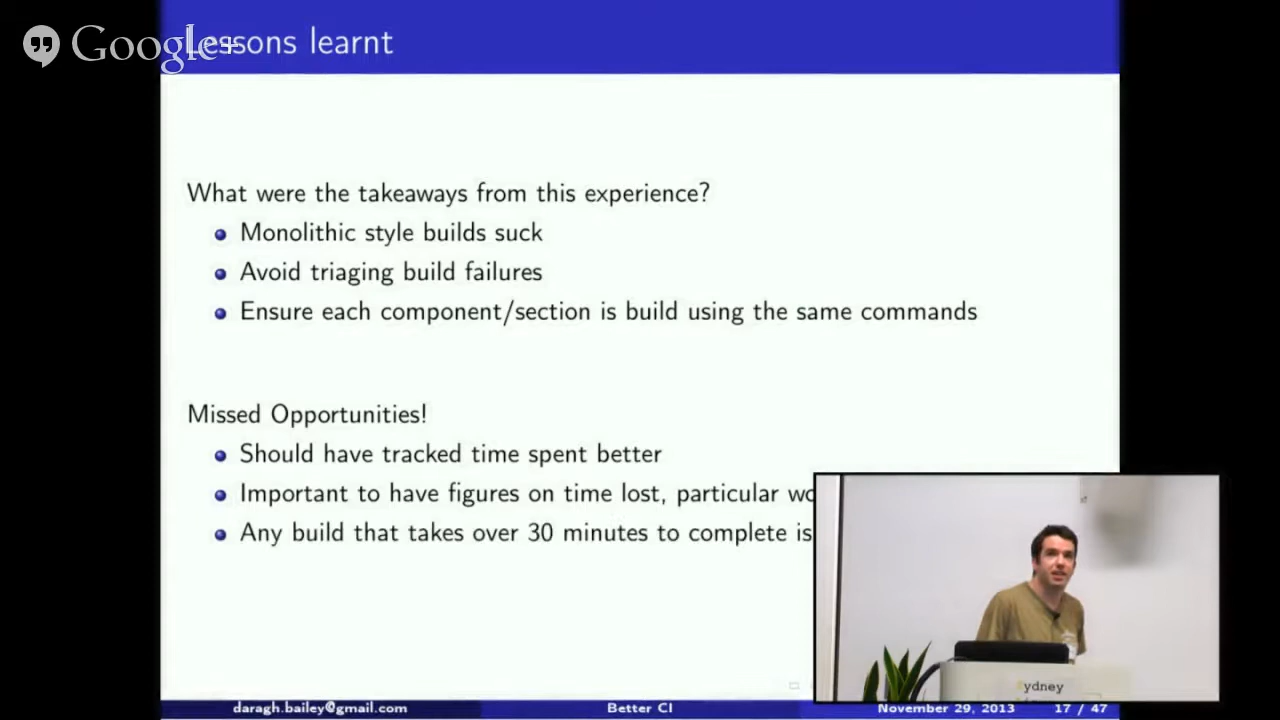 Google+
Lessons learnt
What were the takeaways from this experience?
Monolithic style builds suck
Avoid triaging build failures
Ensure each component/section is build using the same commands
Missed Opportunities!
Should have tracked time spent better
Important to have figures on time lost, particular
Any build that takes over 30 minutes to complete is
ydney
daragh.bailey@gmail.com Better CI November 29, 2013 17 / 47